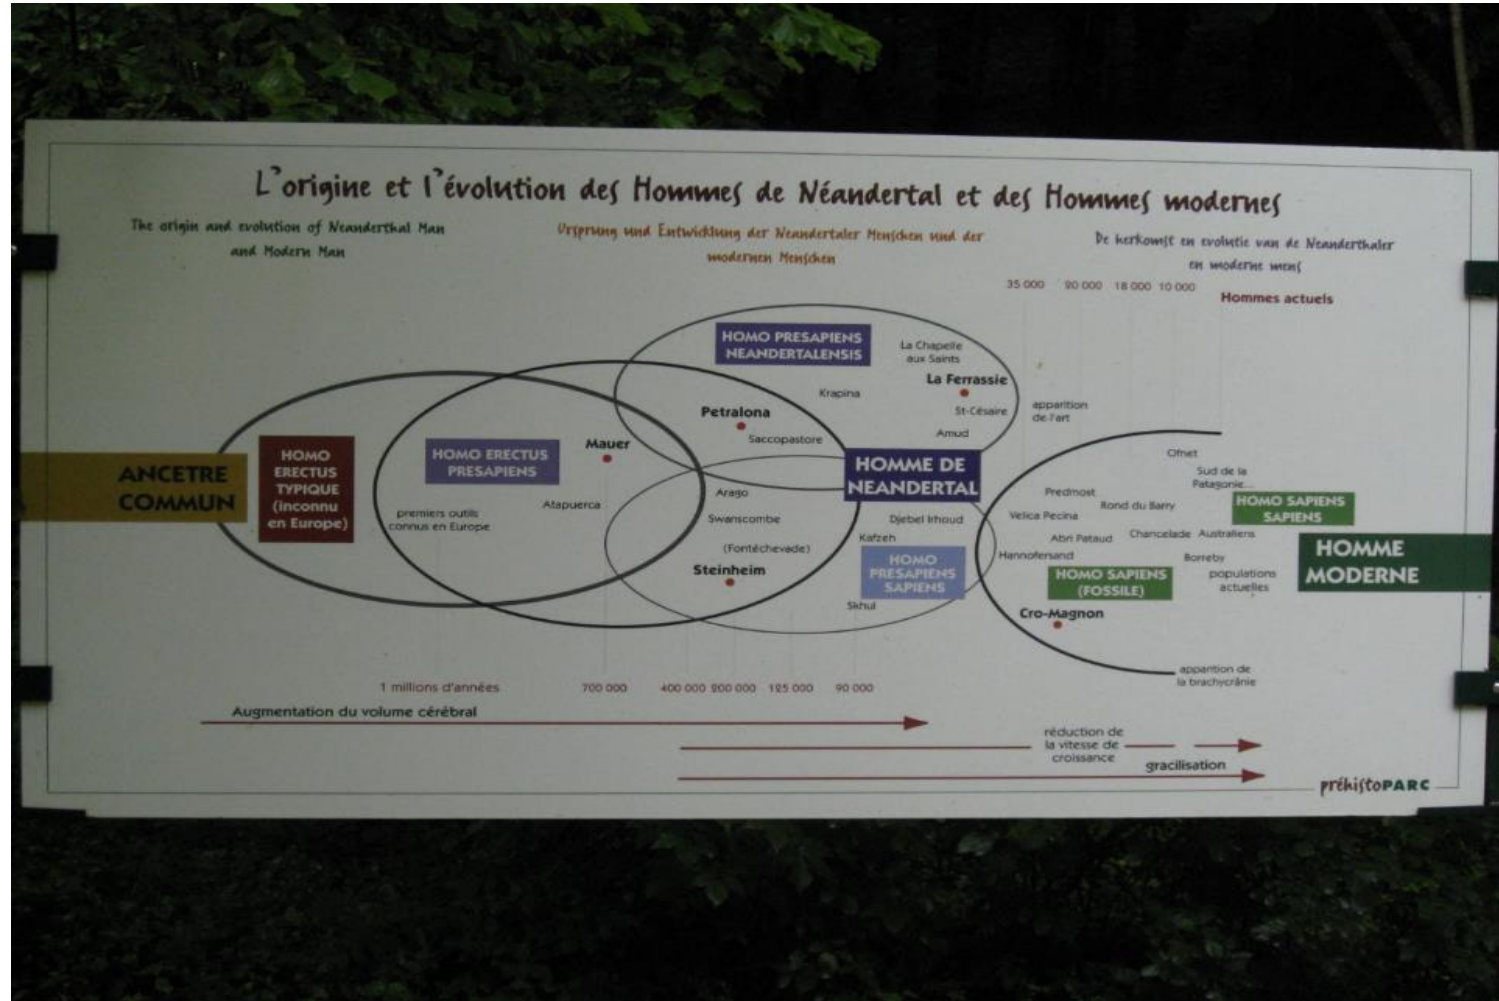 L'origine et l'évolution des Hommes de Néandertal et des Hommes modernes
The origin and evolution of Neanderthal Man
and Modern Man
Ursprung und Entwicklung der Neandertaler Menschen und der
modernen Menschen
De herkomst en evolutie van de Neanderthaler
en moderne mens
35 000 20 000 18 000 10 000
Hommes actuels
HOMO PRESAPIENS
NEANDERTALENSIS
La Chapelle
aux Saints
La Ferrassie
Krapina
St-Césaire
apparition
de l'art
Petralona
Saccopastore
Amud
Mauer
HOMO ERECTUS
PRESAPIENS
ANCETRE
COMMUN
HOMO
ERECTUS
TYPIQUE
(inconnu
en Europe)
premiers outils
connus en Europe
Atapuerca
HOMME DE
NEANDERTAL
Arago
Swanscombe
(Fontéchevade)
Steinheim
Djebel Irhoud
Kafzeh
HOMO
PRESAPIENS
SAPIENS
Skhul
Ofnet
Sud de la
Patagonie...
Predmost
Rond du Barry
HOMO SAPIENS
SAPIENS
Velica Pecina
Abri Pataud
Chancelade
Australiens
Hannofersand
Borreby
HOMME
MODERNE
HOMO SAPIENS
(FOSSILE)
populations
actuelles
Cro-Magnon
apparition de
la brachycrânie
1 millions d'années 700 000 400 000 200 000 125 000 90 000
Augmentation du volume cérébral
réduction de
la vitesse de
croissance
gracilisation
préhistoPARC